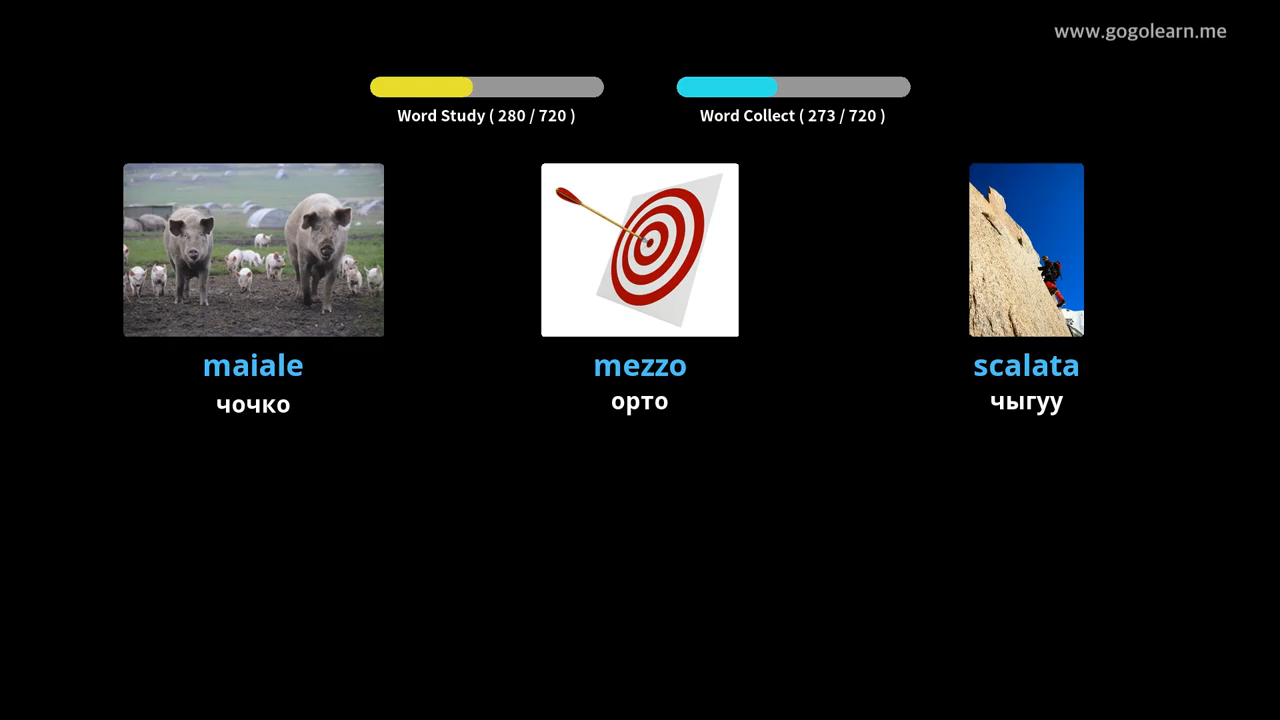 www.gogolearn.me
Word Study ( 280 / 720 )
Word Collect ( 273 / 720 )
maiale
чочко
mezzo
орто
scalata
чыгуу